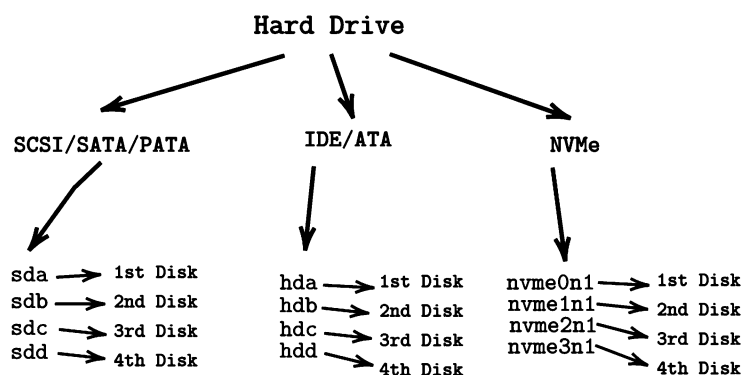 Hard Drive
SCSI/SATA/PATA
IDE/ATA
NVMe
sda 1st Disk
sdb 2nd Disk
sdc 3rd Disk
sdd 4th Disk
hda 1st Disk
hdb 2nd Disk
hdc 3rd Disk
hdd 4th Disk
nvme0n1 1st Disk
nvme1n1 2nd Disk
nvme2n1 3rd Disk
nvme3n1 4th Disk